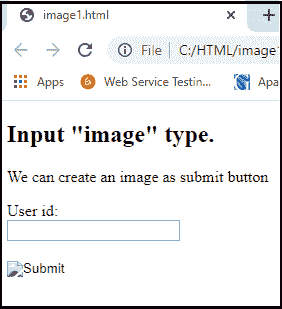 image1.html
File
C:/HTML/image1
Apps
Web Service Testin...
Apa
Input "image" type.
We can create an image as submit button
User id:
Submit